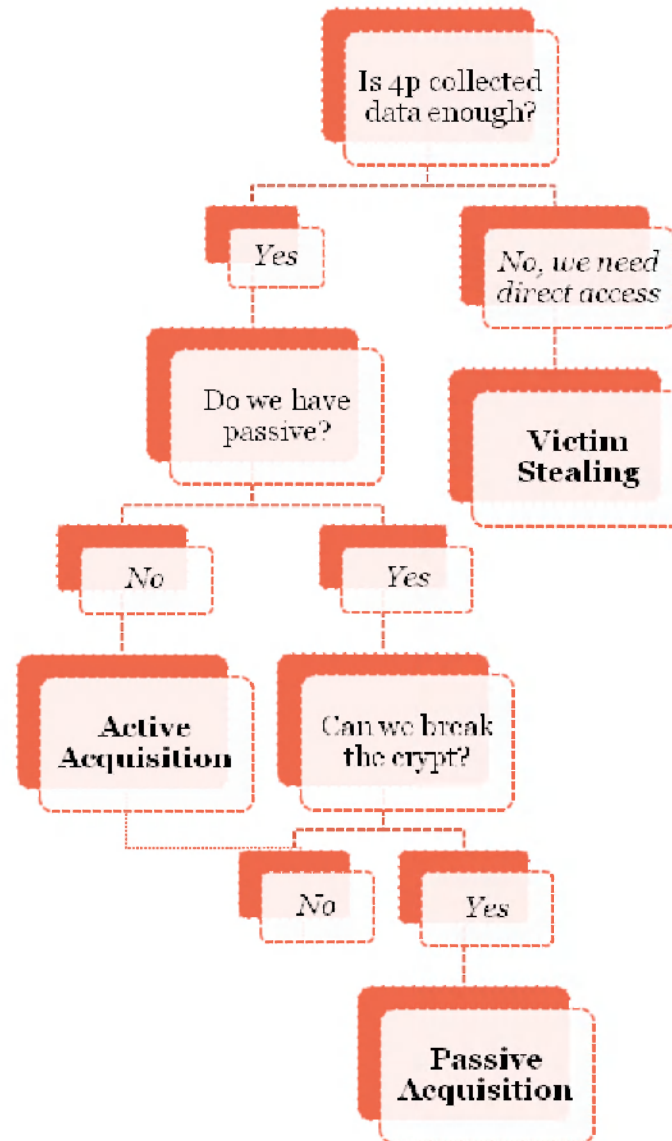 Is 4p collected
data enough?
Yes
No, we need
direct access
Do we have
passive?
Victim
Stealing
No
Yes
Active
Acquisition
Can we break
the crypt?
No
Yes
Passive
Acquisition